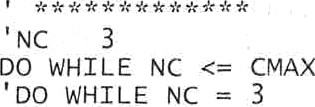 ' *************
'NC    3
DO WHILE NC <= CMAX
'DO WHILE NC = 3